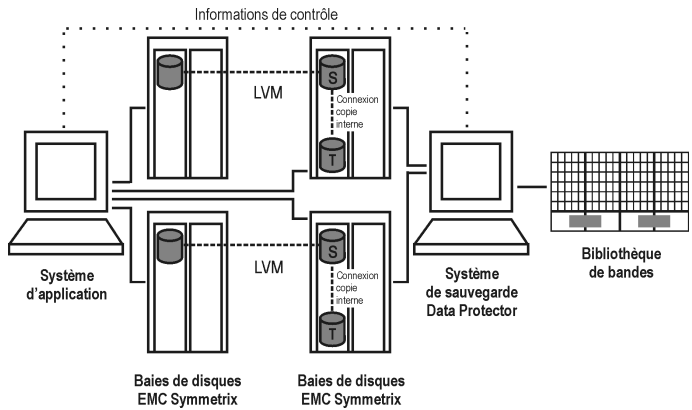 Informations de contrôle
S
LVM
Connexion
copie
interne
T
S
LVM
Connexion
copie
interne
T
Système
d'application
Système
de sauvegarde
Data Protector
Bibliothèque
de bandes
Baies de disques
EMC Symmetrix
Baies de disques
EMC Symmetrix